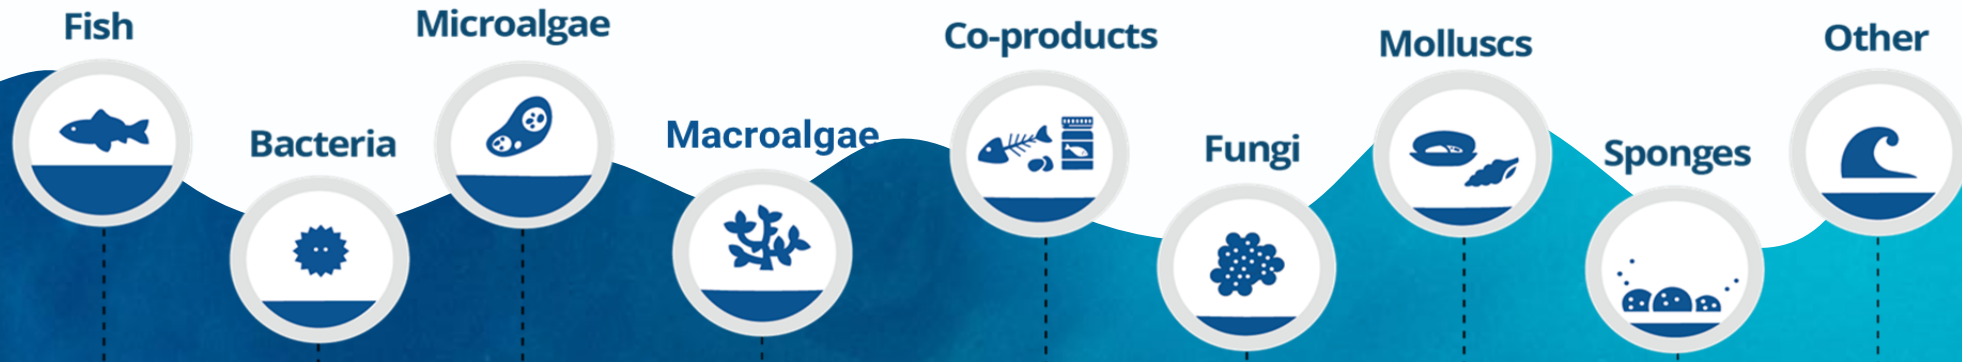 Fish
Bacteria
Microalgae
Macroalgae
Co-products
Fungi
Molluscs
Sponges
Other